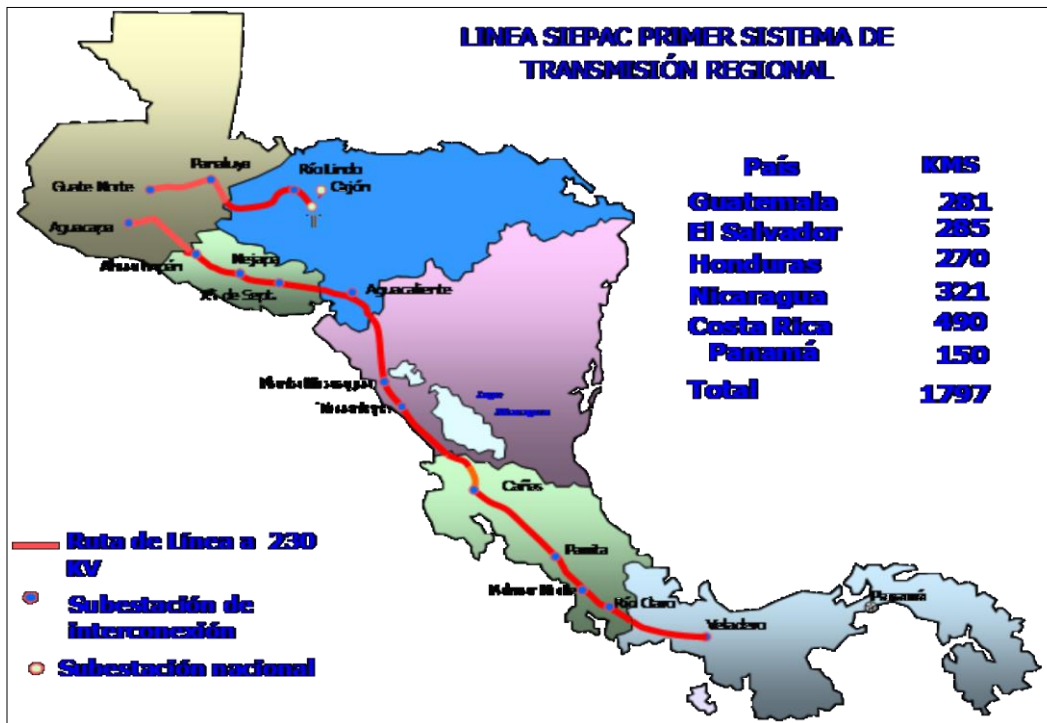 LINEA SIEPAC PRIMER SISTEMA DE
TRANSMISIÓN REGIONAL
País KMS
Guatemala 281
El Salvador 285
Honduras 270
Nicaragua 321
Costa Rica 490
Panamá 150
Total 1797
Panaluya
Río Lindo
Guate Norte
Cajón
Aguacapa
Ahuachapán
Nejapa
15 de Sept.
Aguacaliente
Cañas
Parrita
Río Claro
Veladero
Panamá
Ruta de Línea a 230
KV
Subestación de
interconexión
Subestación nacional